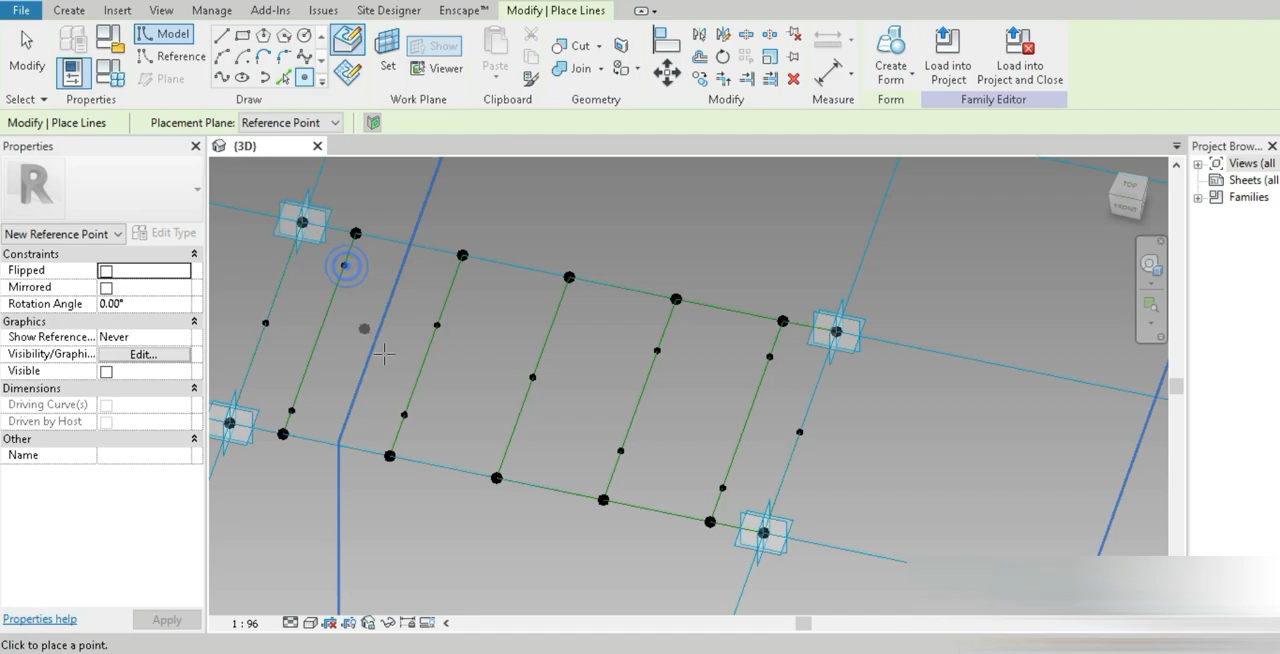 File Create Insert View Manage Add-Ins Issues Site Designer Enscape™ Modify | Place Lines
Modify
Model
Reference
Plane
Set
Show
Viewer
Paste
Cut
Join
Create Form
Load into Project
Load into Project and Close
Select Properties Draw Work Plane Clipboard Geometry Modify Measure Form Family Editor
Modify | Place Lines Placement Plane: Reference Point
Properties
{3D}
Project Brow...
Views (all
Sheets (all
Families
R
New Reference Point Edit Type
Constraints
Flipped
Mirrored
Rotation Angle 0.00°
Graphics
Show Reference... Never
Visibility/Graphi... Edit...
Visible
Dimensions
Driving Curve(s)
Driven by Host
Other
Name
TOP
FRONT
Properties help Apply
1 : 96
Click to place a point.